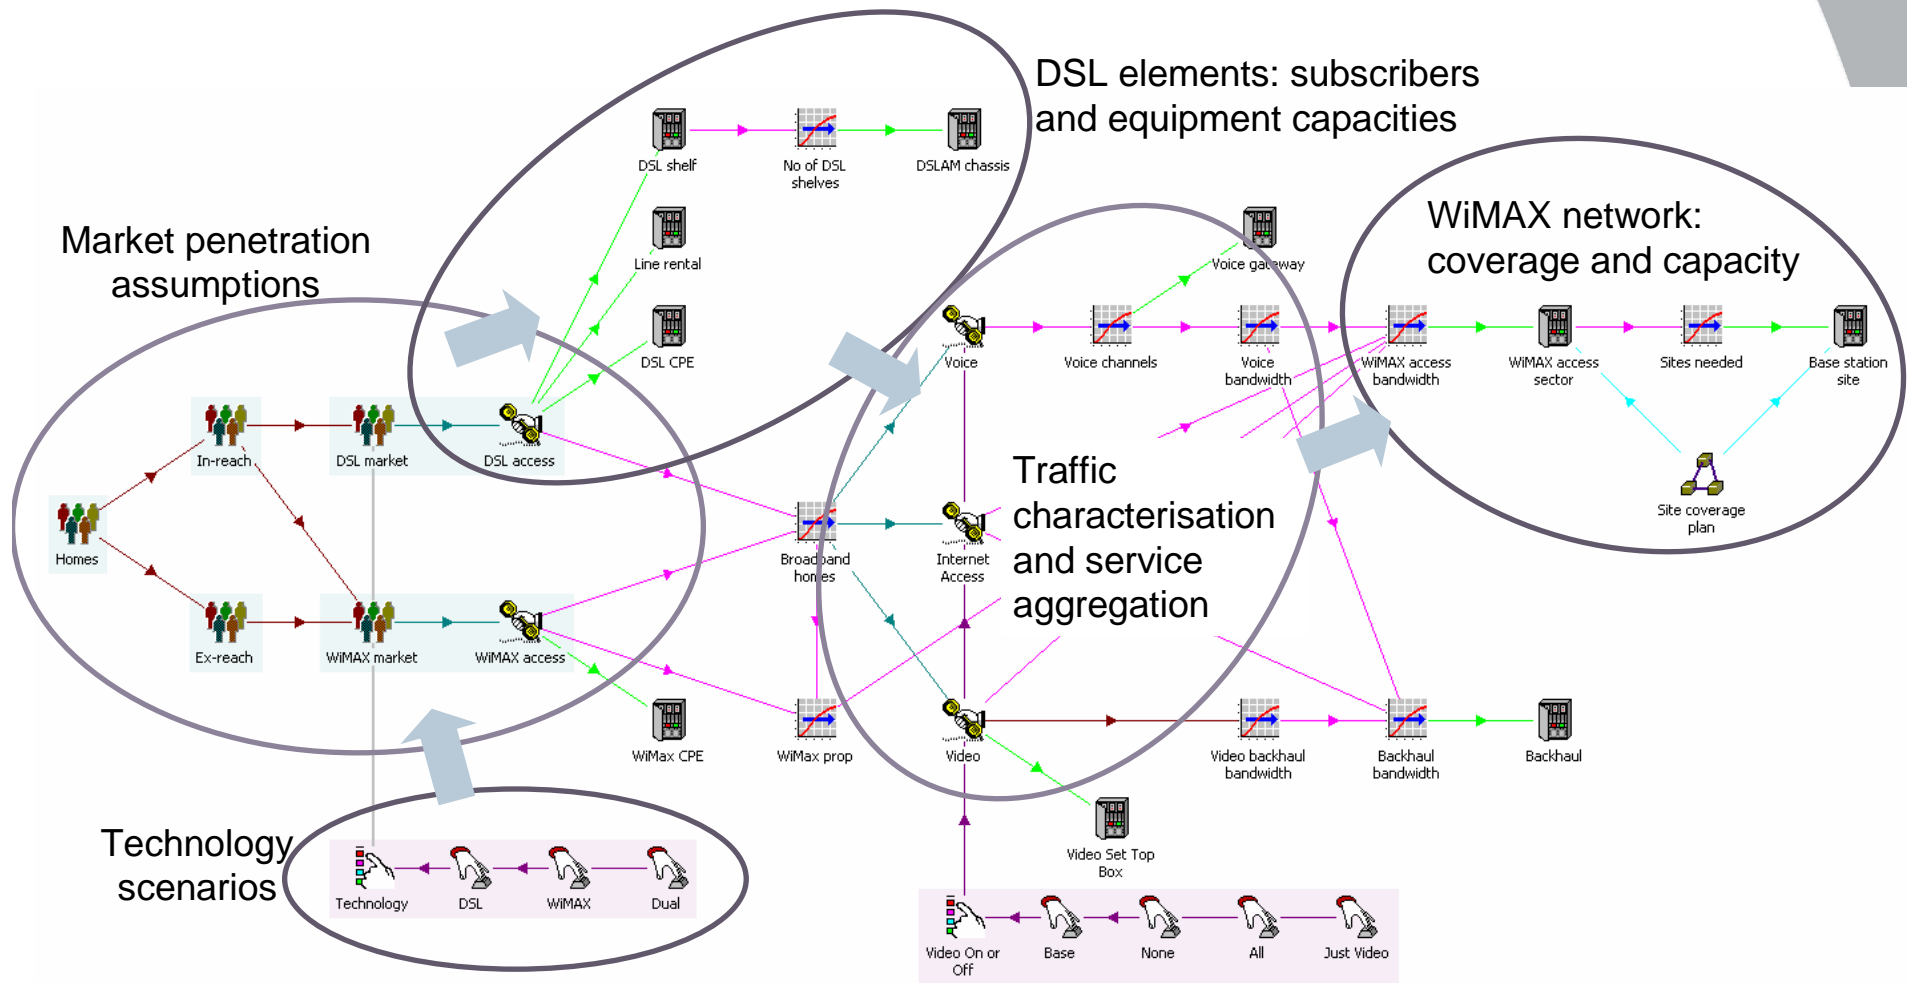 DSL elements: subscribers
and equipment capacities
DSL shelf
No of DSL
shelves
DSLAM chassis
Market penetration
assumptions
Line rental
DSL CPE
WiMAX network:
coverage and capacity
Voice gateway
Voice
Voice channels
Voice
bandwidth
WiMAX access
bandwidth
WiMAX access
sector
Sites needed
Base station
site
In-reach
DSL market
DSL access
Traffic
characterisation
and service
aggregation
Site coverage
plan
Homes
Broadband
homes
Internet
Access
Ex-reach
WiMAX market
WiMAX access
WiMax CPE
WiMax prop
Video
Video backhaul
bandwidth
Backhaul
bandwidth
Backhaul
Technology
scenarios
Video Set Top
Box
Technology
DSL
WiMAX
Dual
Video On or
Off
Base
None
All
Just Video